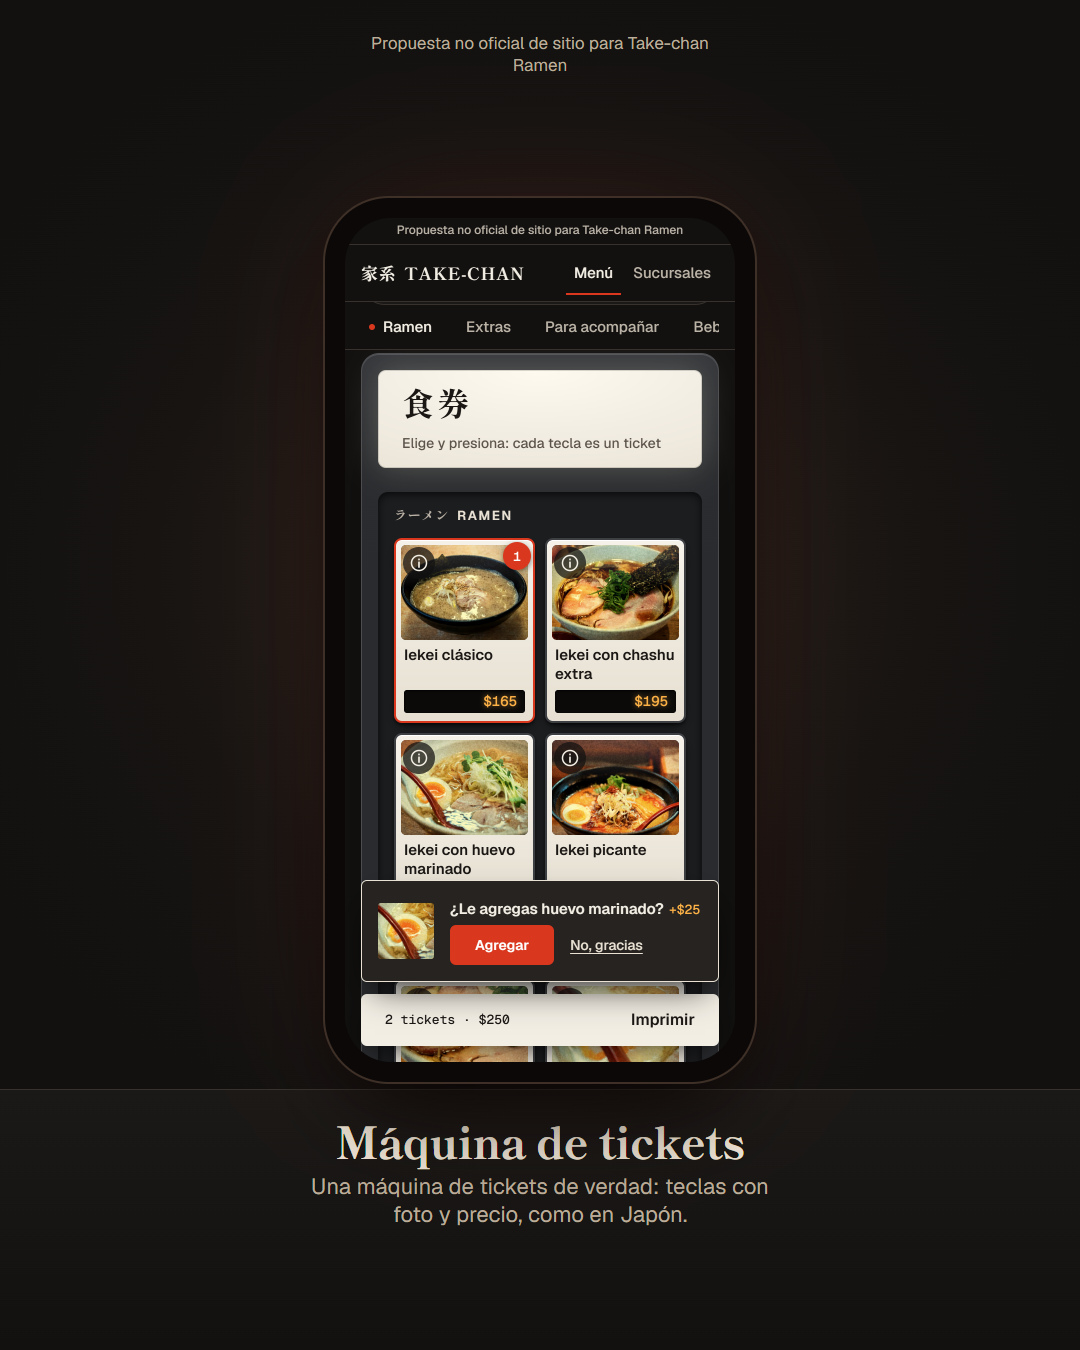 Propuesta no oficial de sitio para Take-chan
Ramen
Propuesta no oficial de sitio para Take-chan Ramen
家系 TAKE-CHAN
Menú
Sucursales
Ramen
Extras
Para acompañar
Beb
食券
Elige y presiona: cada tecla es un ticket
ラーメン RAMEN
1
Iekei clásico
$165
Iekei con chashu
extra
$195
Iekei con huevo
marinado
Iekei picante
¿Le agregas huevo marinado? +$25
Agregar
No, gracias
2 tickets · $250
Imprimir
Máquina de tickets
Una máquina de tickets de verdad: teclas con
foto y precio, como en Japón.